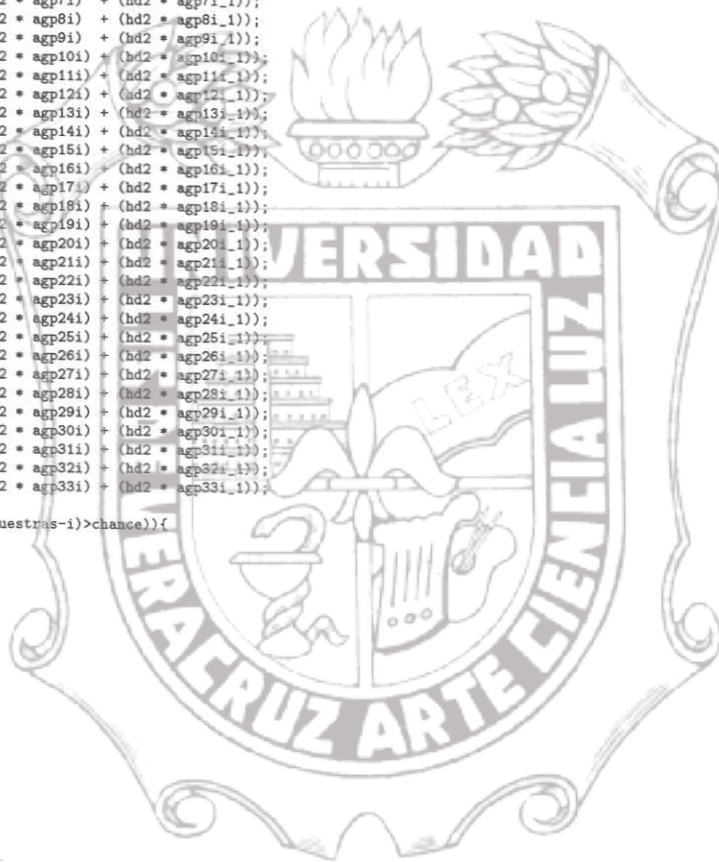 2 * agp7i) + (hd2 * agp7i_1));
2 * agp8i) + (hd2 * agp8i_1));
2 * agp9i) + (hd2 * agp9i_1));
2 * agp10i) + (hd2 * agp10i_1));
2 * agp11i) + (hd2 * agp11i_1));
2 * agp12i) + (hd2 * agp12i_1));
2 * agp13i) + (hd2 * agp13i_1));
2 * agp14i) + (hd2 * agp14i_1));
2 * agp15i) + (hd2 * agp15i_1));
2 * agp16i) + (hd2 * agp16i_1));
2 * agp17i) + (hd2 * agp17i_1));
2 * agp18i) + (hd2 * agp18i_1));
2 * agp19i) + (hd2 * agp19i_1));
2 * agp20i) + (hd2 * agp20i_1));
2 * agp21i) + (hd2 * agp21i_1));
2 * agp22i) + (hd2 * agp22i_1));
2 * agp23i) + (hd2 * agp23i_1));
2 * agp24i) + (hd2 * agp24i_1));
2 * agp25i) + (hd2 * agp25i_1));
2 * agp26i) + (hd2 * agp26i_1));
2 * agp27i) + (hd2 * agp27i_1));
2 * agp28i) + (hd2 * agp28i_1));
2 * agp29i) + (hd2 * agp29i_1));
2 * agp30i) + (hd2 * agp30i_1));
2 * agp31i) + (hd2 * agp31i_1));
2 * agp32i) + (hd2 * agp32i_1));
2 * agp33i) + (hd2 * agp33i_1));
uestras-i)>chance)){
VERSIDAD
LEX
VERACRUZ ARTE CIENCIA LUZ